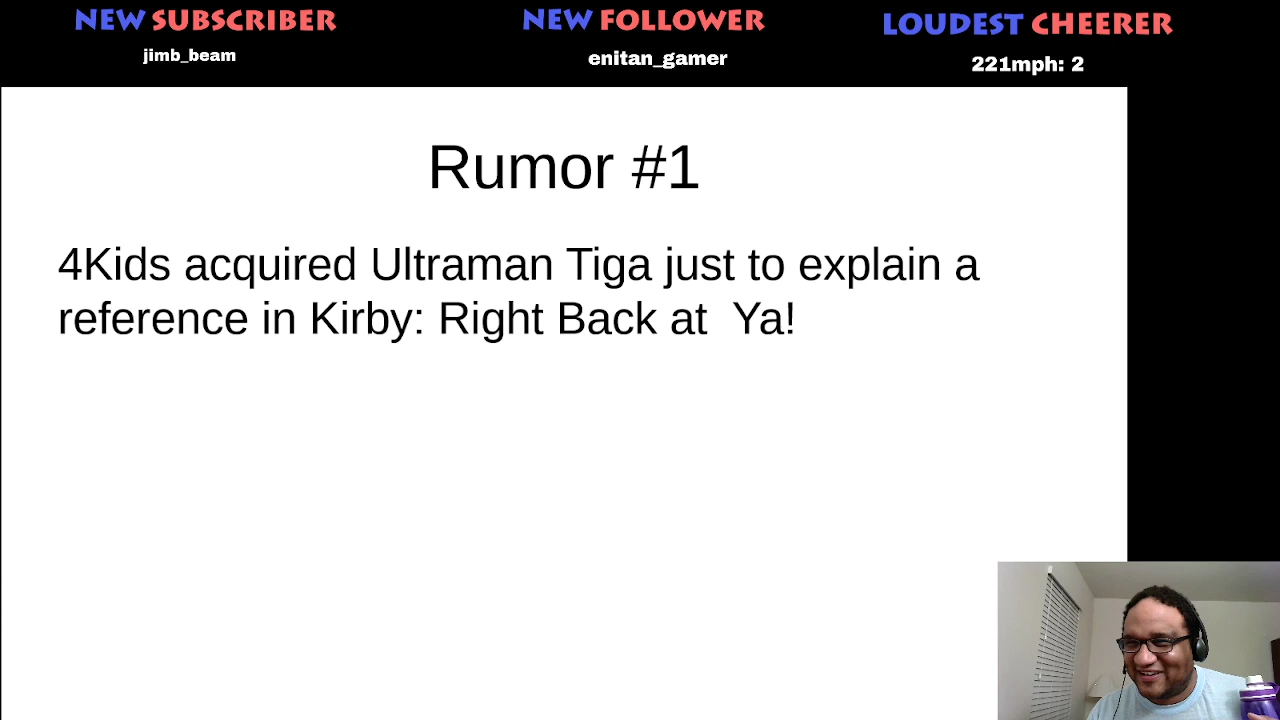 NEW SUBSCRIBER
jimb_beam
NEW FOLLOWER
enitan_gamer
LOUDEST CHEERER
221mph: 2
Rumor #1
4Kids acquired Ultraman Tiga just to explain a
reference in Kirby: Right Back at  Ya!